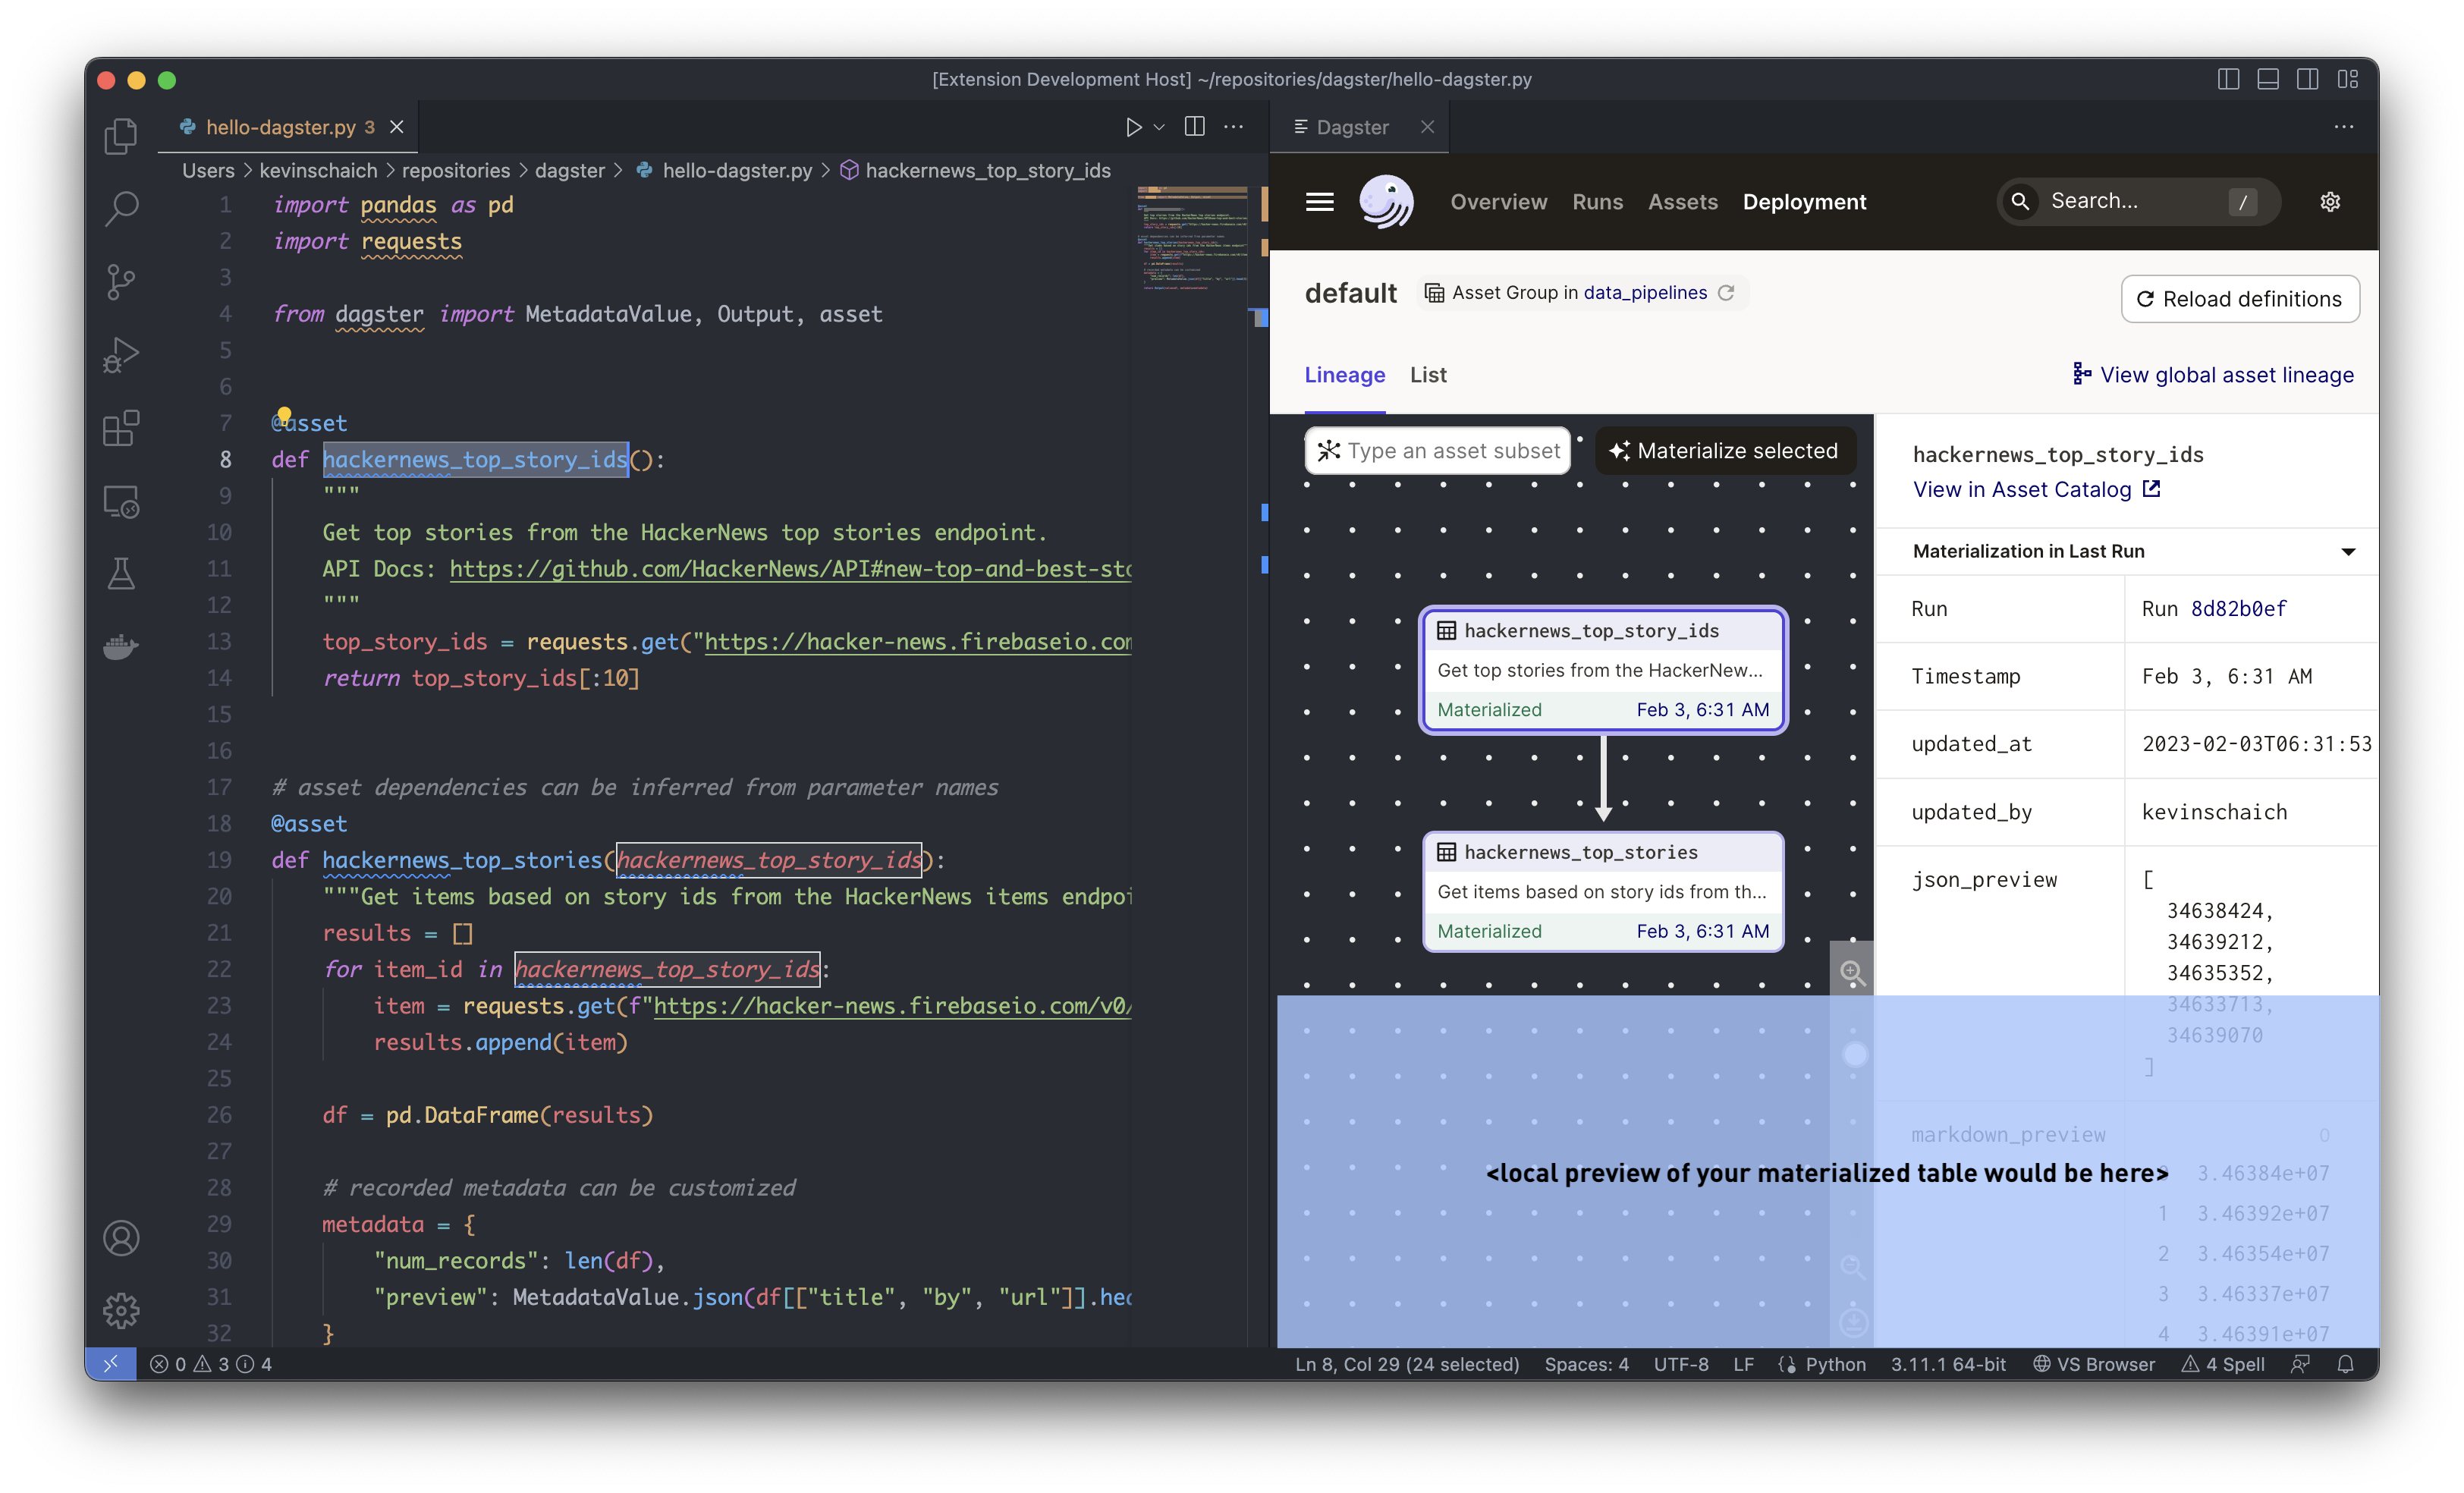 [Extension Development Host] ~/repositories/dagster/hello-dagster.py
hello-dagster.py 3
Users > kevinschaich > repositories > dagster > hello-dagster.py > hackernews_top_story_ids
1 import pandas as pd
2 import requests
3
4 from dagster import MetadataValue, Output, asset
5
6
7 @asset
8 def hackernews_top_story_ids():
9 """
10 Get top stories from the HackerNews top stories endpoint.
11 API Docs: https://github.com/HackerNews/API#new-top-and-best-sto
12 """
13 top_story_ids = requests.get("https://hacker-news.firebaseio.com
14 return top_story_ids[:10]
15
16
17 # asset dependencies can be inferred from parameter names
18 @asset
19 def hackernews_top_stories(hackernews_top_story_ids):
20 """Get items based on story ids from the HackerNews items endpoi
21 results = []
22 for item_id in hackernews_top_story_ids:
23 item = requests.get(f"https://hacker-news.firebaseio.com/v0/
24 results.append(item)
25
26 df = pd.DataFrame(results)
27
28 # recorded metadata can be customized
29 metadata = {
30 "num_records": len(df),
31 "preview": MetadataValue.json(df[["title", "by", "url"]].hea
32 }
Dagster
Overview Runs Assets Deployment
Search... /
default Asset Group in data_pipelines
Reload definitions
Lineage List
View global asset lineage
Type an asset subset
Materialize selected
hackernews_top_story_ids
Get top stories from the HackerNew...
Materialized Feb 3, 6:31 AM
hackernews_top_stories
Get items based on story ids from th...
Materialized Feb 3, 6:31 AM
hackernews_top_story_ids
View in Asset Catalog
Materialization in Last Run
Run Run 8d82b0ef
Timestamp Feb 3, 6:31 AM
updated_at 2023-02-03T06:31:53
updated_by kevinschaich
json_preview [
34638424,
34639212,
34635352,
34633713,
34639070
]
markdown_preview 0
<local preview of your materialized table would be here>
3.46384e+07
1 3.46392e+07
2 3.46354e+07
3 3.46337e+07
4 3.46391e+07
0 3 4
Ln 8, Col 29 (24 selected) Spaces: 4 UTF-8 LF Python 3.11.1 64-bit VS Browser 4 Spell